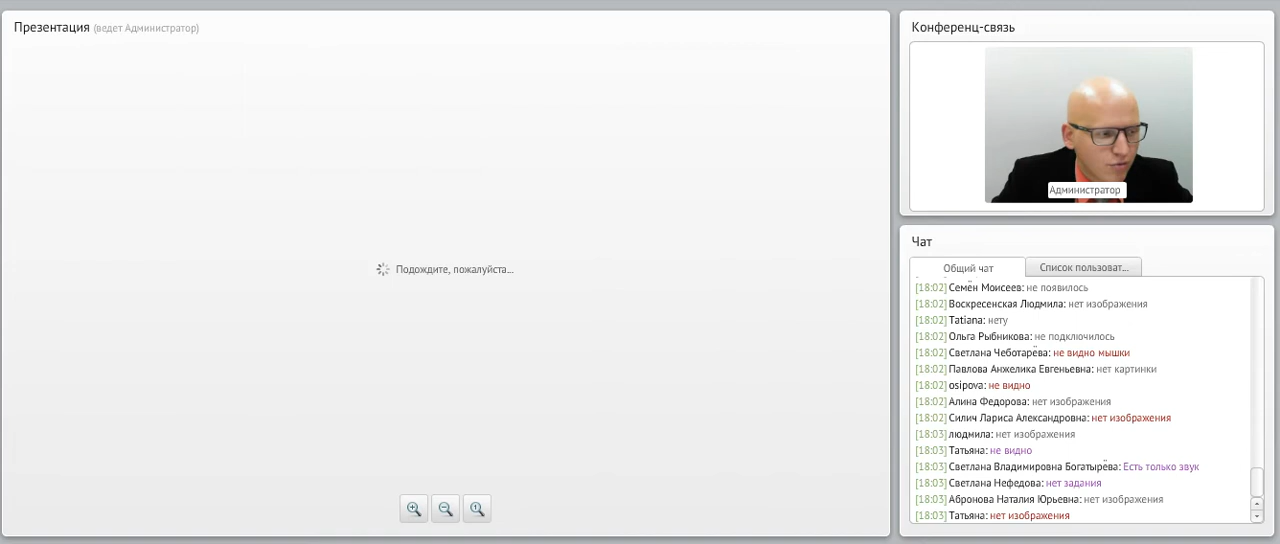 Презентация (ведет Администратор)
Подождите, пожалуйста...
Конференц-связь
Администратор
Чат
Общий чат
Список пользоват...
[18:02] Семён Моисеев: не появилось
[18:02] Воскресенская Людмила: нет изображения
[18:02] Tatiana: нету
[18:02] Ольга Рыбникова: не подключилось
[18:02] Светлана Чеботарёва: не видно мышки
[18:02] Павлова Анжелика Евгеньевна: нет картинки
[18:02] osipova: не видно
[18:02] Алина Федорова: нет изображения
[18:02] Силич Лариса Александровна: нет изображения
[18:03] людмила: нет изображения
[18:03] Татьяна: не видно
[18:03] Светлана Владимировна Богатырёва: Есть только звук
[18:03] Светлана Нефедова: нет задания
[18:03] Абронова Наталия Юрьевна: нет изображения
[18:03] Татьяна: нет изображения